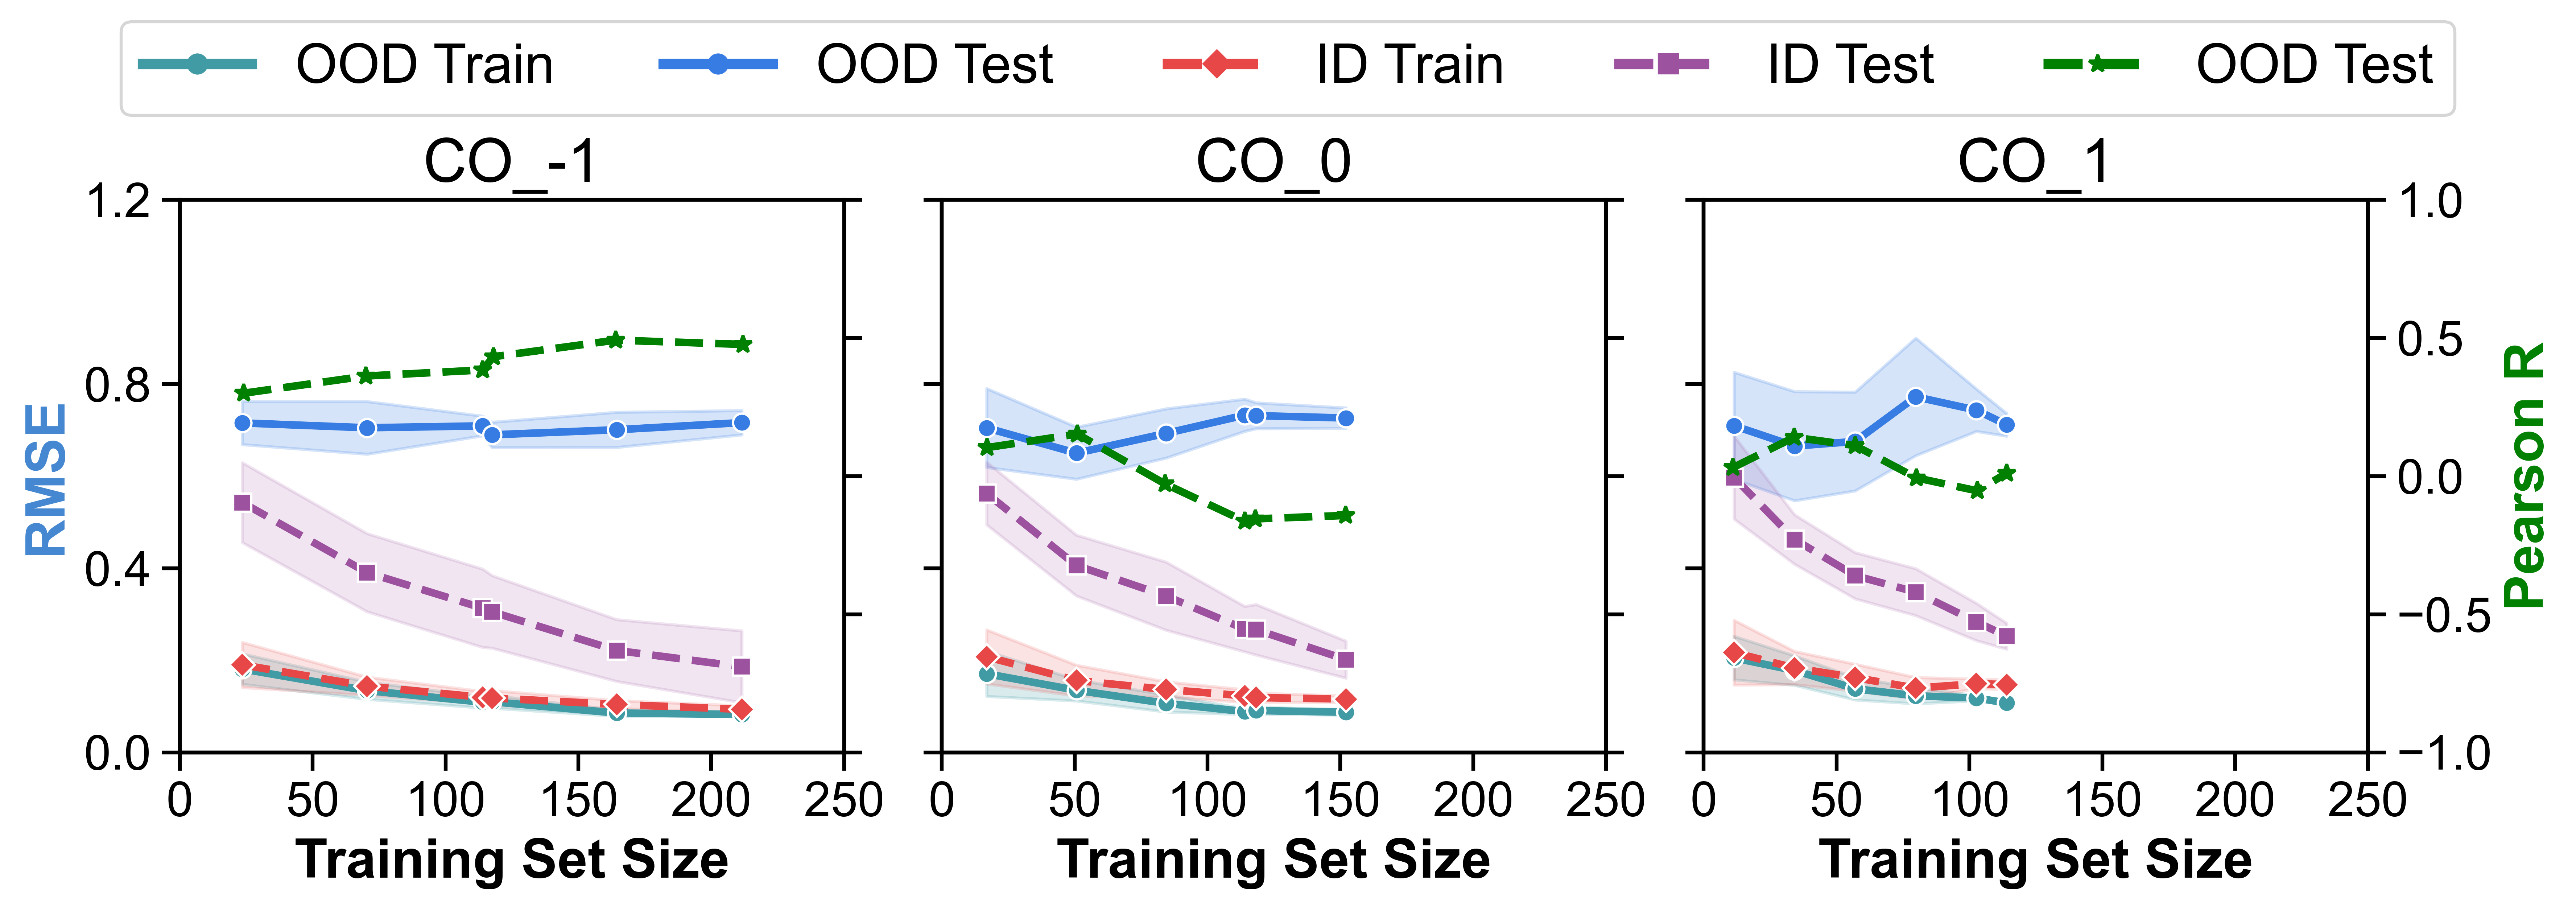 OOD Train OOD Test ID Train ID Test OOD Test
CO_-1 CO_0 CO_1
1.2
0.8
0.4
0.0
RMSE
1.0
0.5
0.0
−0.5
−1.0
Pearson R
0 50 100 150 200 250
0 50 100 150 200 250
0 50 100 150 200 250
Training Set Size Training Set Size Training Set Size